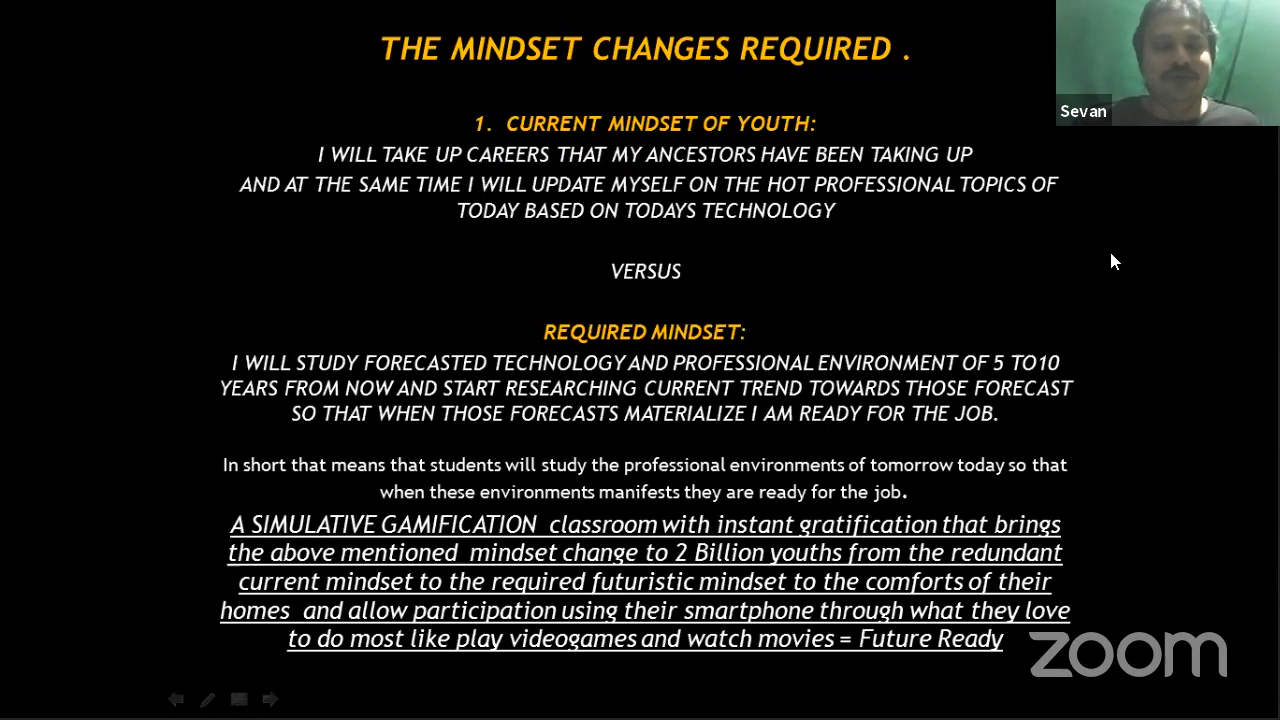 THE MINDSET CHANGES REQUIRED .
Sevan
1. CURRENT MINDSET OF YOUTH:
I WILL TAKE UP CAREERS THAT MY ANCESTORS HAVE BEEN TAKING UP
AND AT THE SAME TIME I WILL UPDATE MYSELF ON THE HOT PROFESSIONAL TOPICS OF
TODAY BASED ON TODAYS TECHNOLOGY
VERSUS
REQUIRED MINDSET:
I WILL STUDY FORECASTED TECHNOLOGY AND PROFESSIONAL ENVIRONMENT OF 5 TO10
YEARS FROM NOW AND START RESEARCHING CURRENT TREND TOWARDS THOSE FORECAST
SO THAT WHEN THOSE FORECASTS MATERIALIZE I AM READY FOR THE JOB.
In short that means that students will study the professional environments of tomorrow today so that
when these environments manifests they are ready for the job.
A SIMULATIVE GAMIFICATION classroom with instant gratification that brings
the above mentioned mindset change to 2 Billion youths from the redundant
current mindset to the required futuristic mindset to the comforts of their
homes and allow participation using their smartphone through what they love
to do most like play videogames and watch movies = Future Ready
zoom